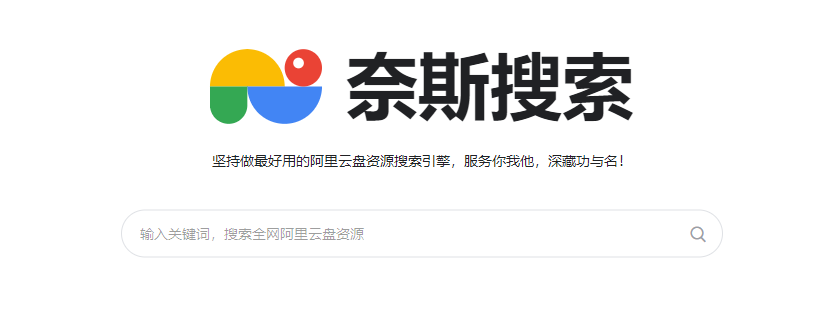 奈斯搜索
坚持做最好用的阿里云盘资源搜索引擎，服务你我他，深藏功与名！
输入关键词，搜索全网阿里云盘资源